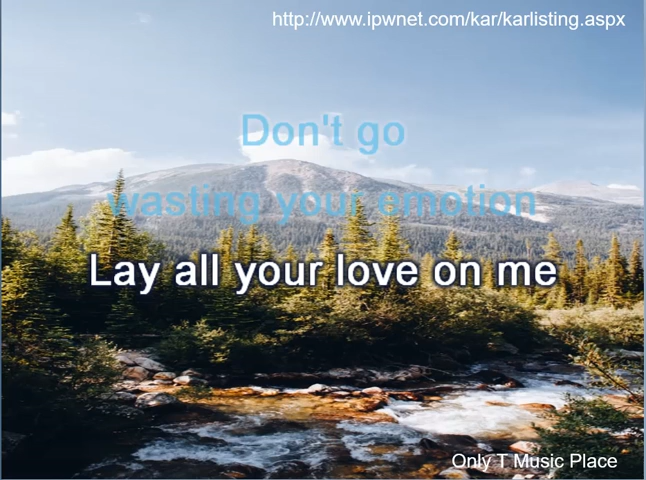 http://www.ipwnet.com/kar/karlisting.aspx
Don't go
wasting your emotion
Lay all your love on me
Only T Music Place